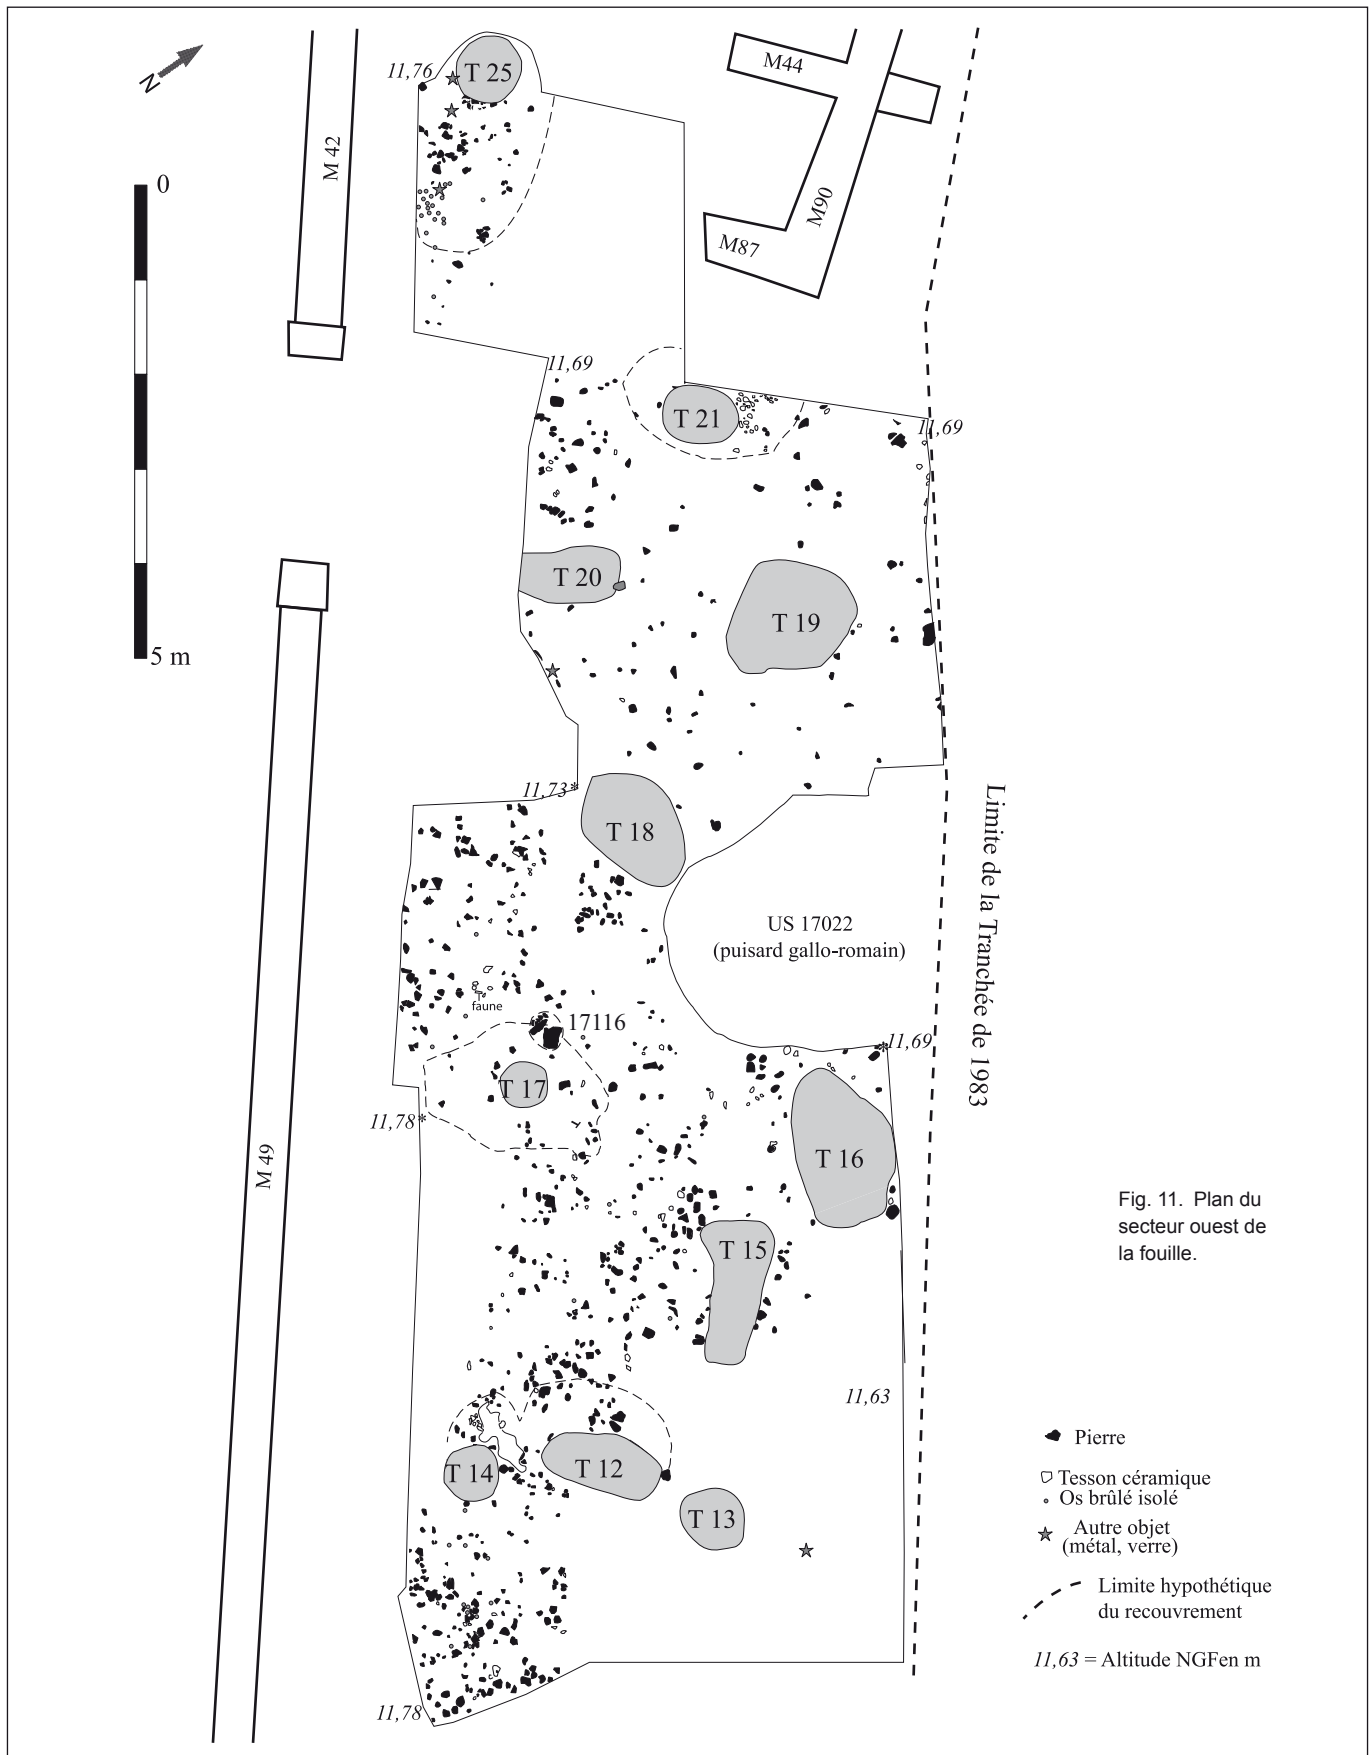 N
0
5 m
M 42
11,76
T 25
M44
M90
M87
11,69
T 21
11,69
T 20
T 19
11,73*
T 18
US 17022
(puisard gallo-romain)
Limite de la Tranchée de 1983
faune
17116
*11,69
T 17
11,78*
M 49
T 16
T 15
11,63
T 14
T 12
T 13
11,78
Fig. 11. Plan du
secteur ouest de
la fouille.
Pierre
Tesson céramique
Os brûlé isolé
Autre objet
(métal, verre)
Limite hypothétique
du recouvrement
11,63 = Altitude NGFen m